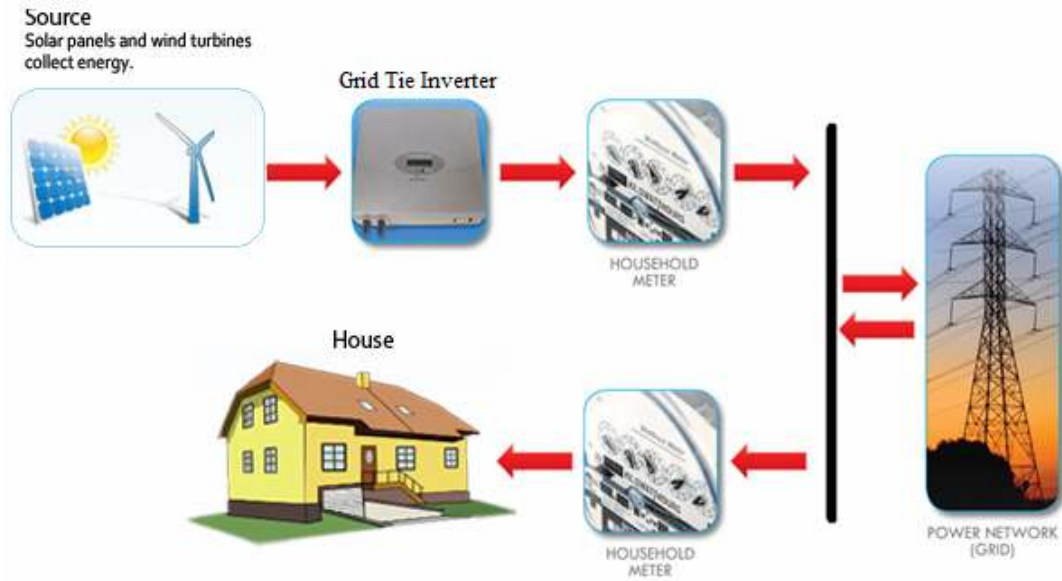 Source
Solar panels and wind turbines
collect energy.
Grid Tie Inverter
HOUSEHOLD
METER
House
HOUSEHOLD
METER
POWER NETWORK
(GRID)